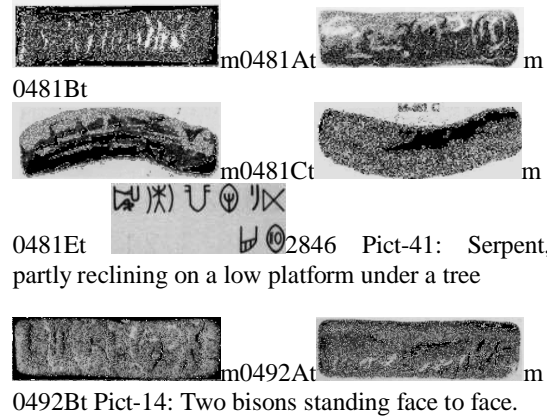 m0481At m
0481Bt
m0481Ct m
0481Et 2846 Pict-41: Serpent,
partly reclining on a low platform under a tree
m0492At m
0492Bt Pict-14: Two bisons standing face to face.